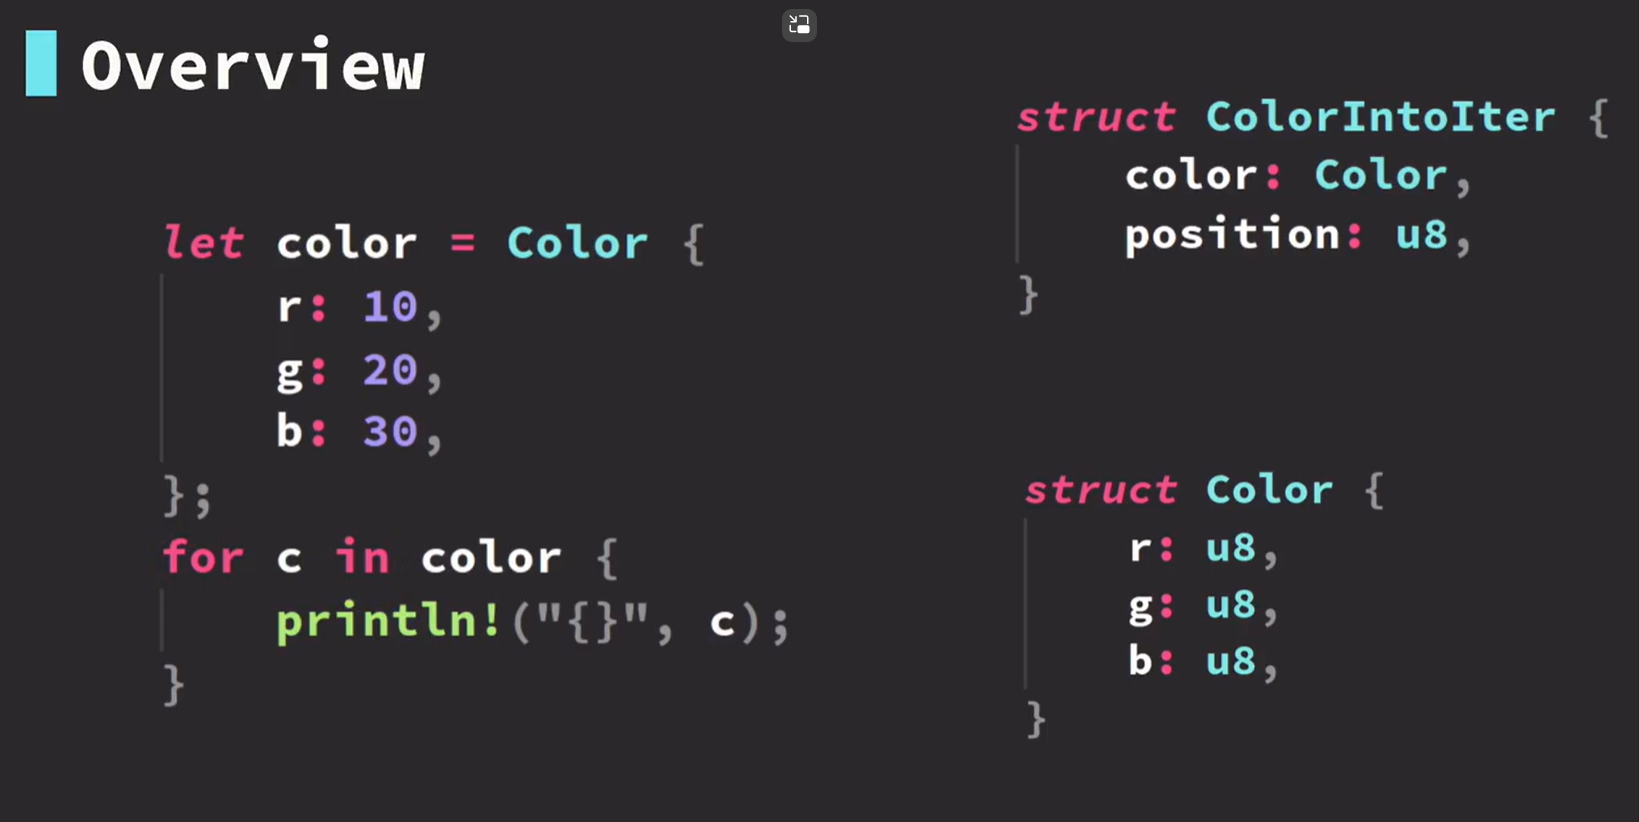 Overview
let color = Color {
    r: 10,
    g: 20,
    b: 30,
};
for c in color {
    println!("{}", c);
}
struct ColorIntoIter {
    color: Color,
    position: u8,
}
struct Color {
    r: u8,
    g: u8,
    b: u8,
}